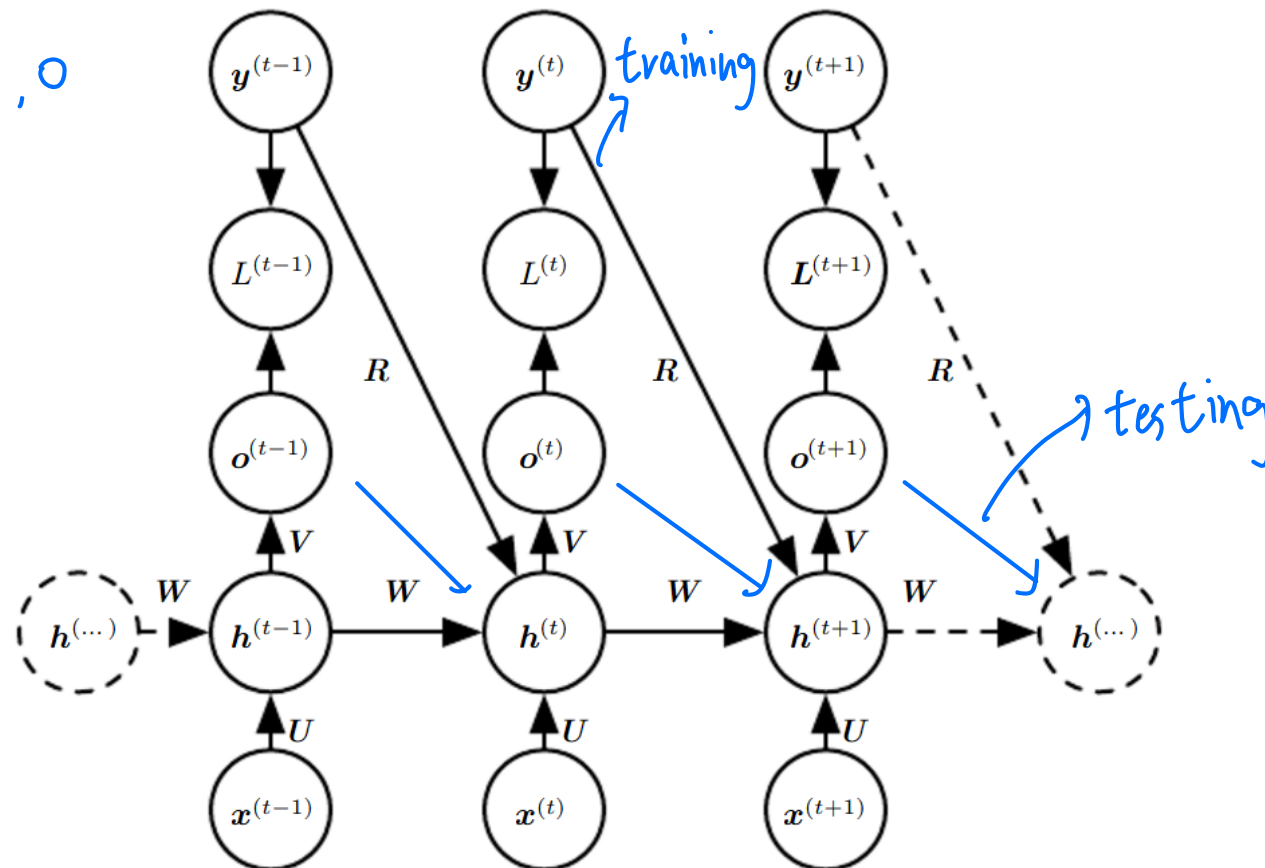 , o
y^(t−1) y^(t) training y^(t+1)
L^(t−1) L^(t) L^(t+1)
R R R
o^(t−1) o^(t) o^(t+1) testing
V V V
W W W W
h^(...) h^(t−1) h^(t) h^(t+1) h^(...)
U U U
x^(t−1) x^(t) x^(t+1)